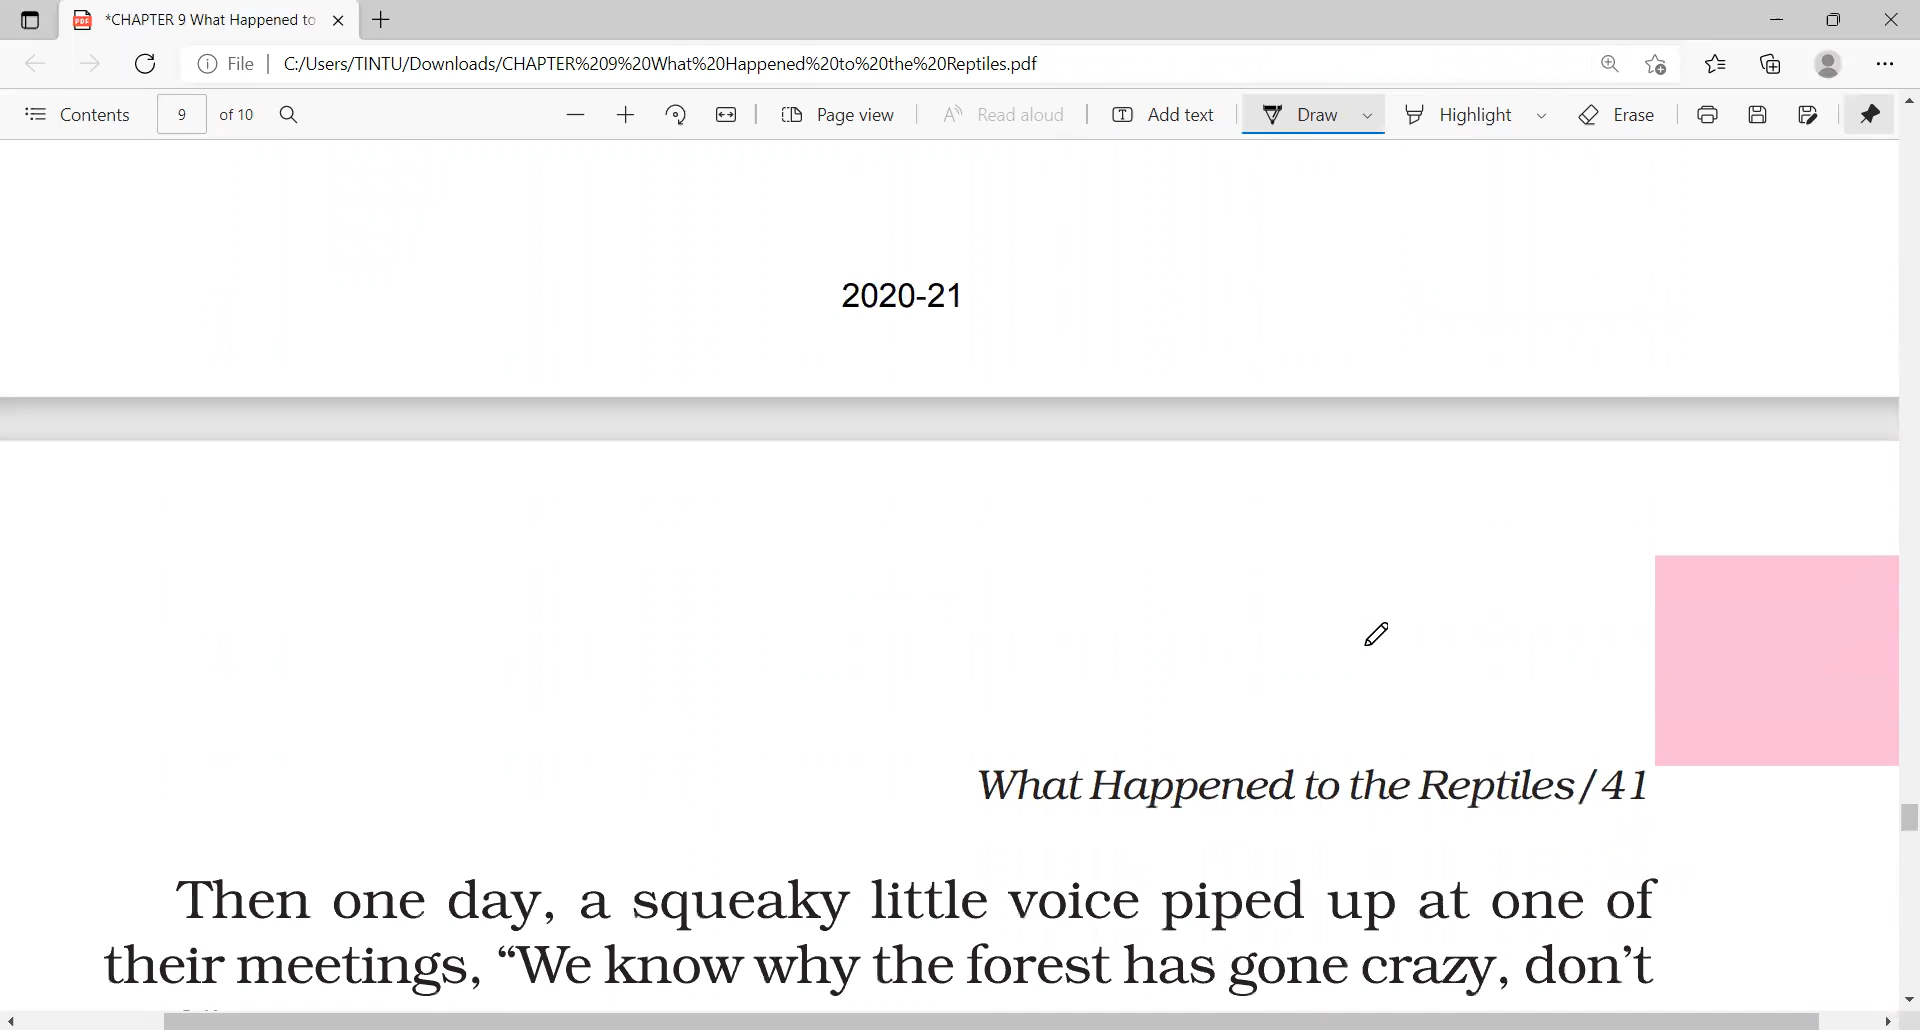 *CHAPTER 9 What Happened to
File
C:/Users/TINTU/Downloads/CHAPTER%209%20What%20Happened%20to%20the%20Reptiles.pdf
Contents
9
of 10
Page view
Read aloud
Add text
Draw
Highlight
Erase
2020-21
What Happened to the Reptiles/41
Then one day, a squeaky little voice piped up at one of
their meetings, “We know why the forest has gone crazy, don’t